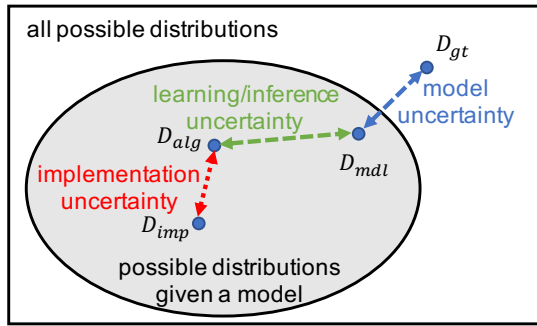 all possible distributions
D_gt
learning/inference
uncertainty
model
uncertainty
D_alg
D_mdl
implementation
uncertainty
D_imp
possible distributions
given a model